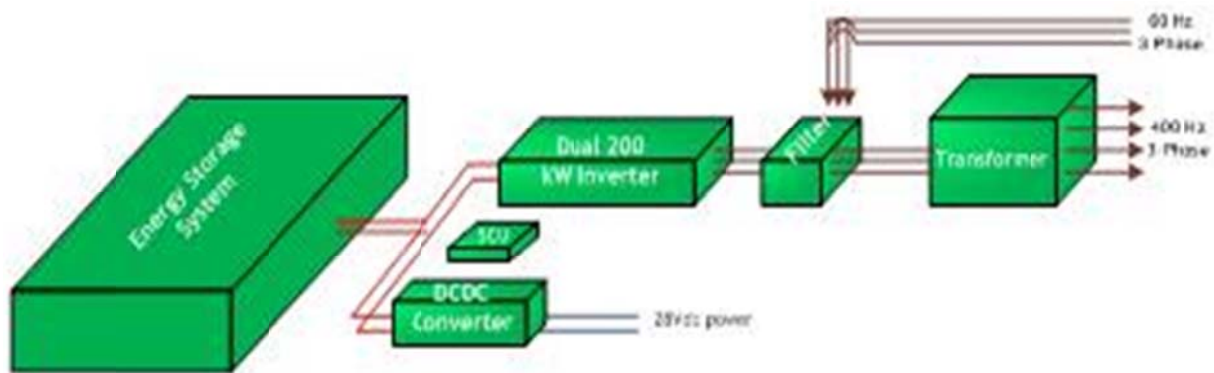 Energy Storage
System
Dual 200
kW Inverter
Filter
60 Hz
3 Phase
Transformer
400 Hz
3 Phase
SCU
DCDC
Converter
28Vdc power